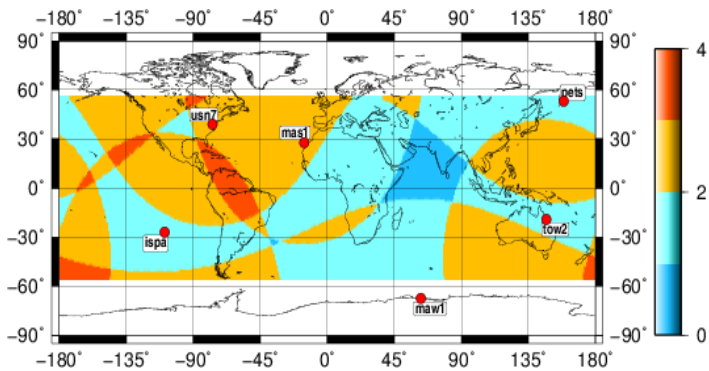 −180° −135° −90° −45° 0° 45° 90° 135° 180°
90° 90° 4
60° pets 60°
usn7
mas1
30° 30°
0° 0° 2
−30° ispa tow2 −30°
−60° −60°
maw1
−90° −90° 0
−180° −135° −90° −45° 0° 45° 90° 135° 180°